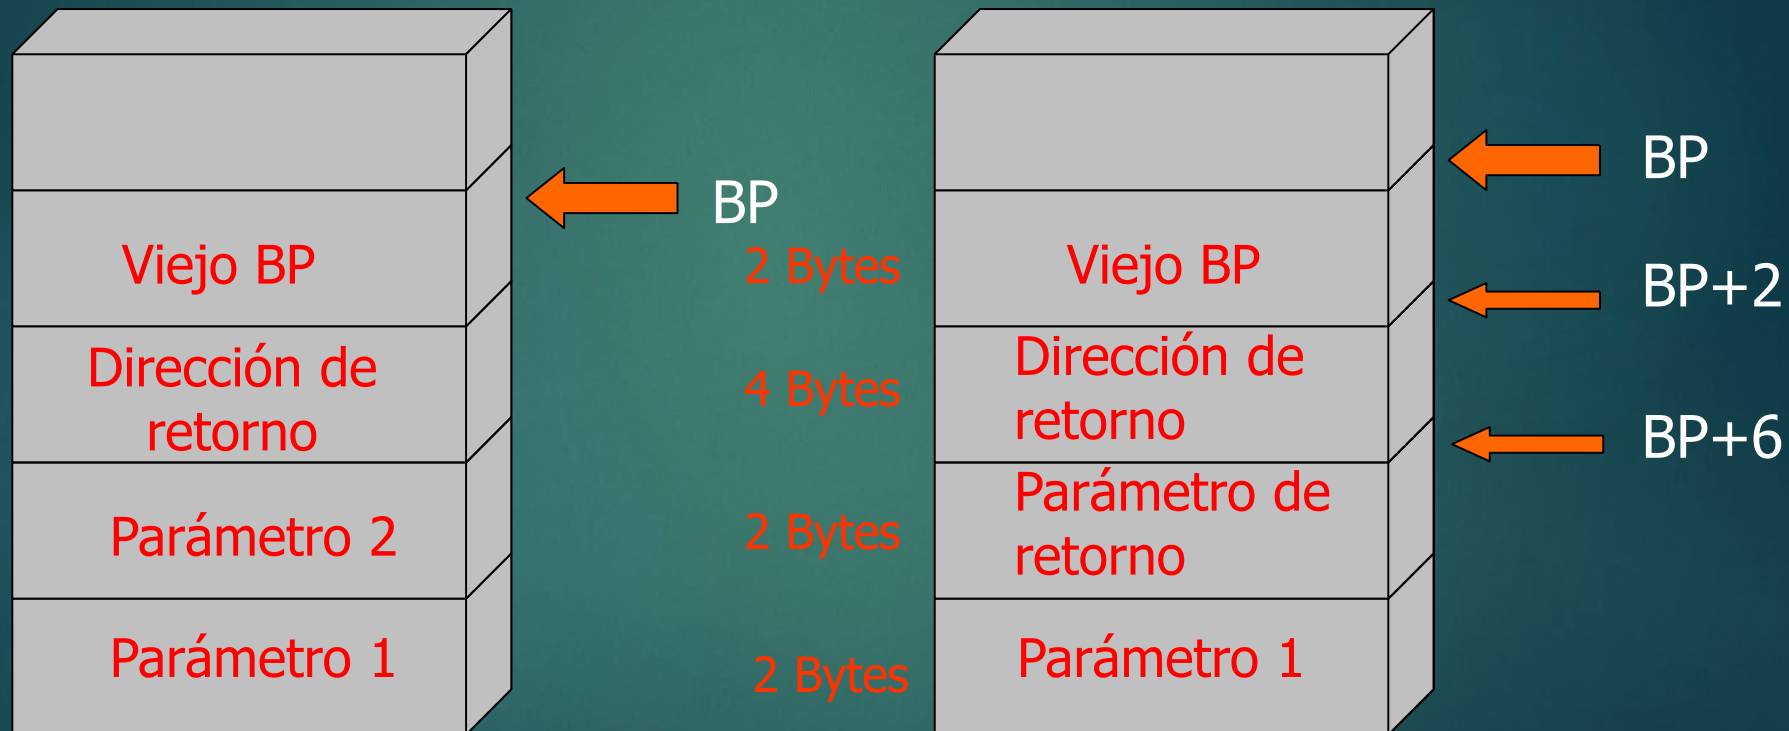 BP
Viejo BP
Dirección de
retorno
Parámetro 2
Parámetro 1
2 Bytes
4 Bytes
2 Bytes
2 Bytes
Viejo BP
Dirección de
retorno
Parámetro de
retorno
Parámetro 1
BP
BP+2
BP+6